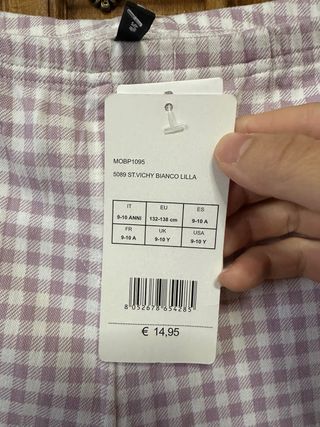 MOBP1095
5089 ST.VICHY BIANCO LILLA
IT EU ES
9-10 ANNI 132-138 cm 9-10 A
FR UK USA
9-10 A 9-10 Y 9-10 Y
8 052678 654285
€ 14,95